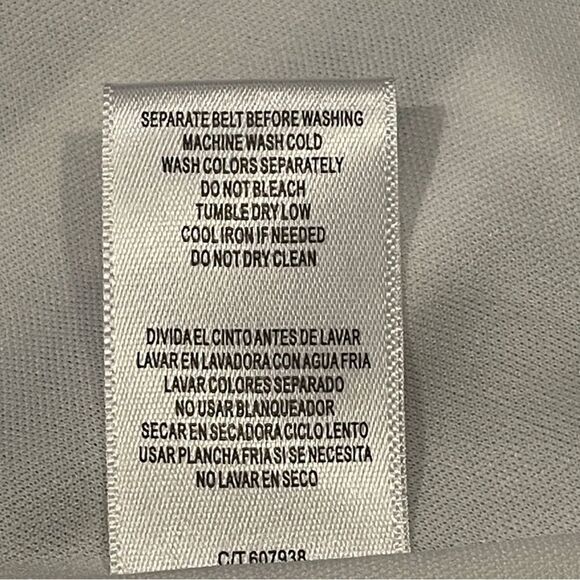 SEPARATE BELT BEFORE WASHING
MACHINE WASH COLD
WASH COLORS SEPARATELY
DO NOT BLEACH
TUMBLE DRY LOW
COOL IRON IF NEEDED
DO NOT DRY CLEAN
DIVIDA EL CINTO ANTES DE LAVAR
LAVAR EN LAVADORA CON AGUA FRIA
LAVAR COLORES SEPARADO
NO USAR BLANQUEADOR
SECAR EN SECADORA CICLO LENTO
USAR PLANCHA FRIA SI SE NECESITA
NO LAVAR EN SECO
C/T 607938